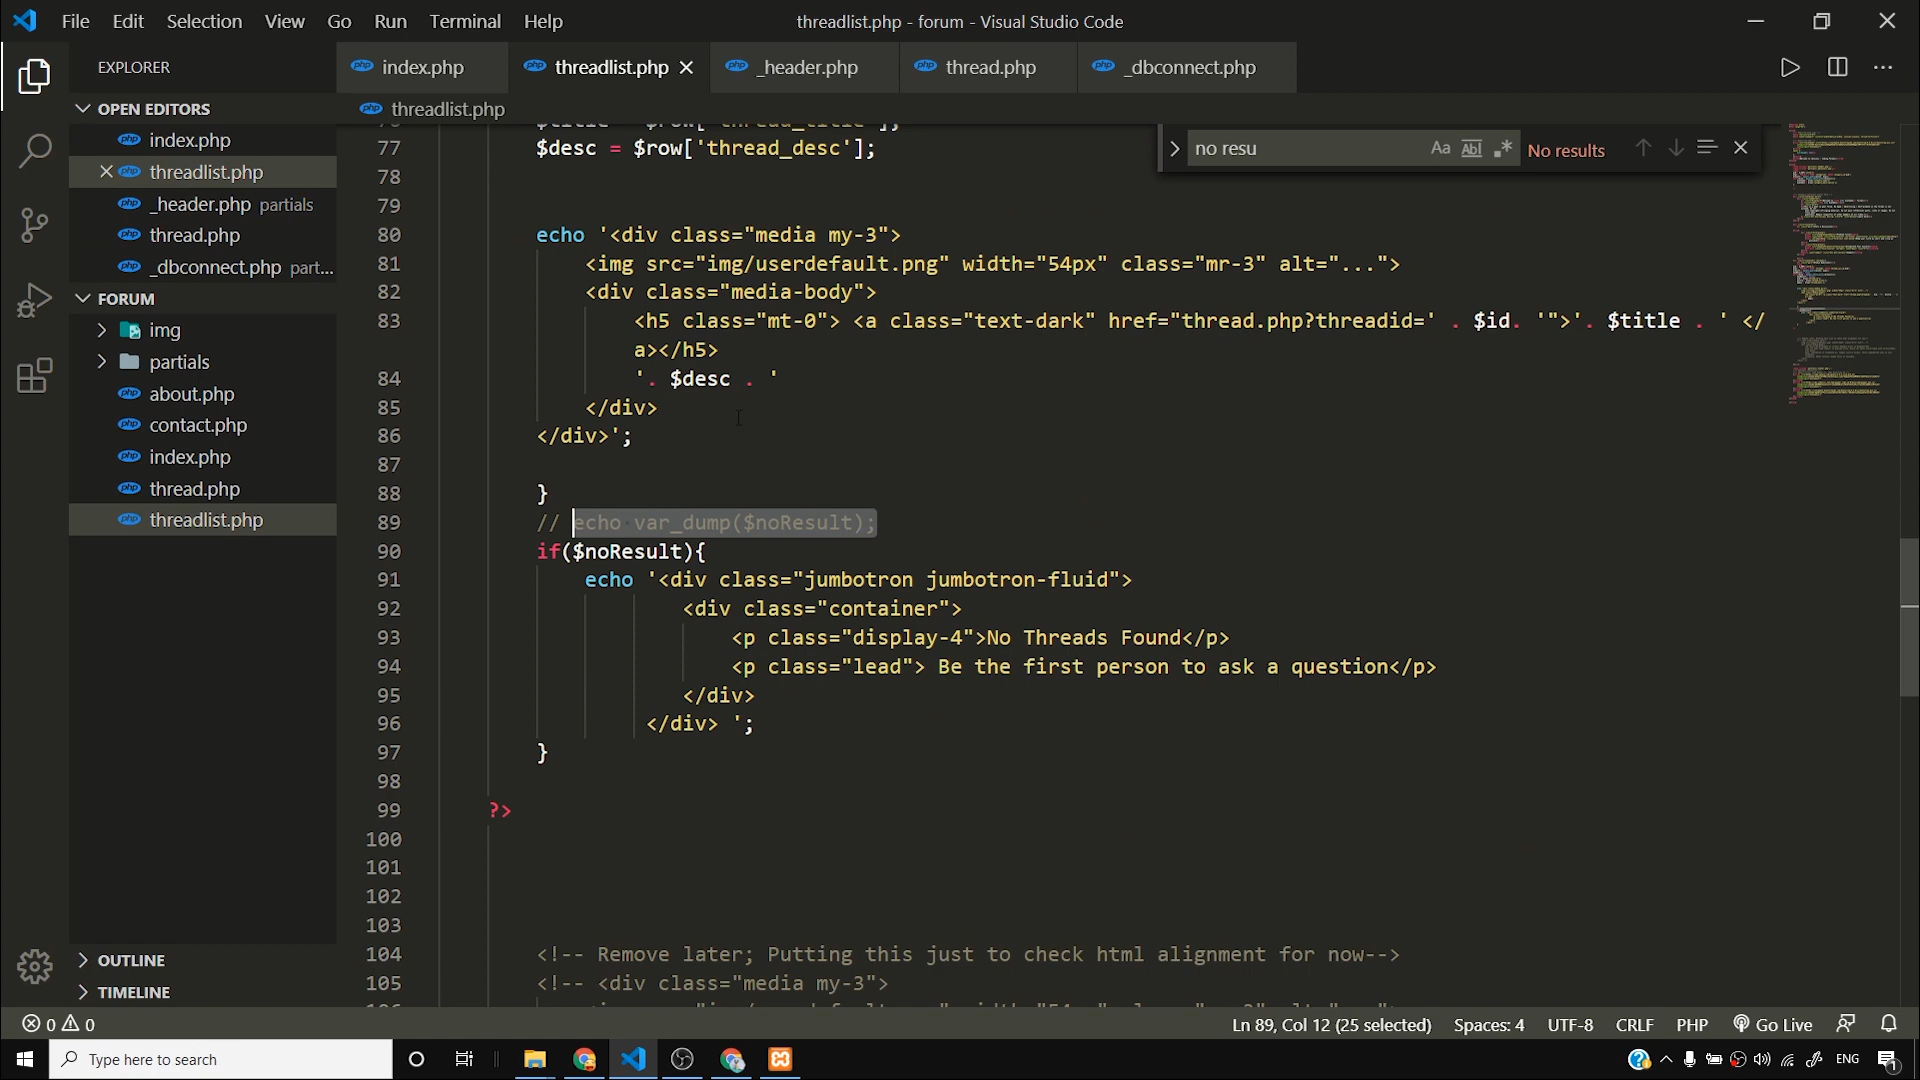 File Edit Selection View Go Run Terminal Help
threadlist.php - forum - Visual Studio Code
EXPLORER
index.php
threadlist.php
_header.php
thread.php
_dbconnect.php
OPEN EDITORS
index.php
threadlist.php
_header.php partials
thread.php
_dbconnect.php part...
FORUM
img
partials
about.php
contact.php
index.php
thread.php
threadlist.php
OUTLINE
TIMELINE
threadlist.php
no resu
Aa
Abl
No results
77 $desc = $row['thread_desc'];
78
79
80 echo '<div class="media my-3">
81 <img src="img/userdefault.png" width="54px" class="mr-3" alt="...">
82 <div class="media-body">
83 <h5 class="mt-0"> <a class="text-dark" href="thread.php?threadid=' . $id. '">'. $title . ' </
a></h5>
84 '. $desc . '
85 </div>
86 </div>';
87
88 }
89 // echo var_dump($noResult);
90 if($noResult){
91 echo '<div class="jumbotron jumbotron-fluid">
92 <div class="container">
93 <p class="display-4">No Threads Found</p>
94 <p class="lead"> Be the first person to ask a question</p>
95 </div>
96 </div> ';
97 }
98
99 ?>
100
101
102
103
104 <!-- Remove later; Putting this just to check html alignment for now-->
105 <!-- <div class="media my-3">
0 0
Ln 89, Col 12 (25 selected) Spaces: 4 UTF-8 CRLF PHP Go Live
Type here to search
ENG
1